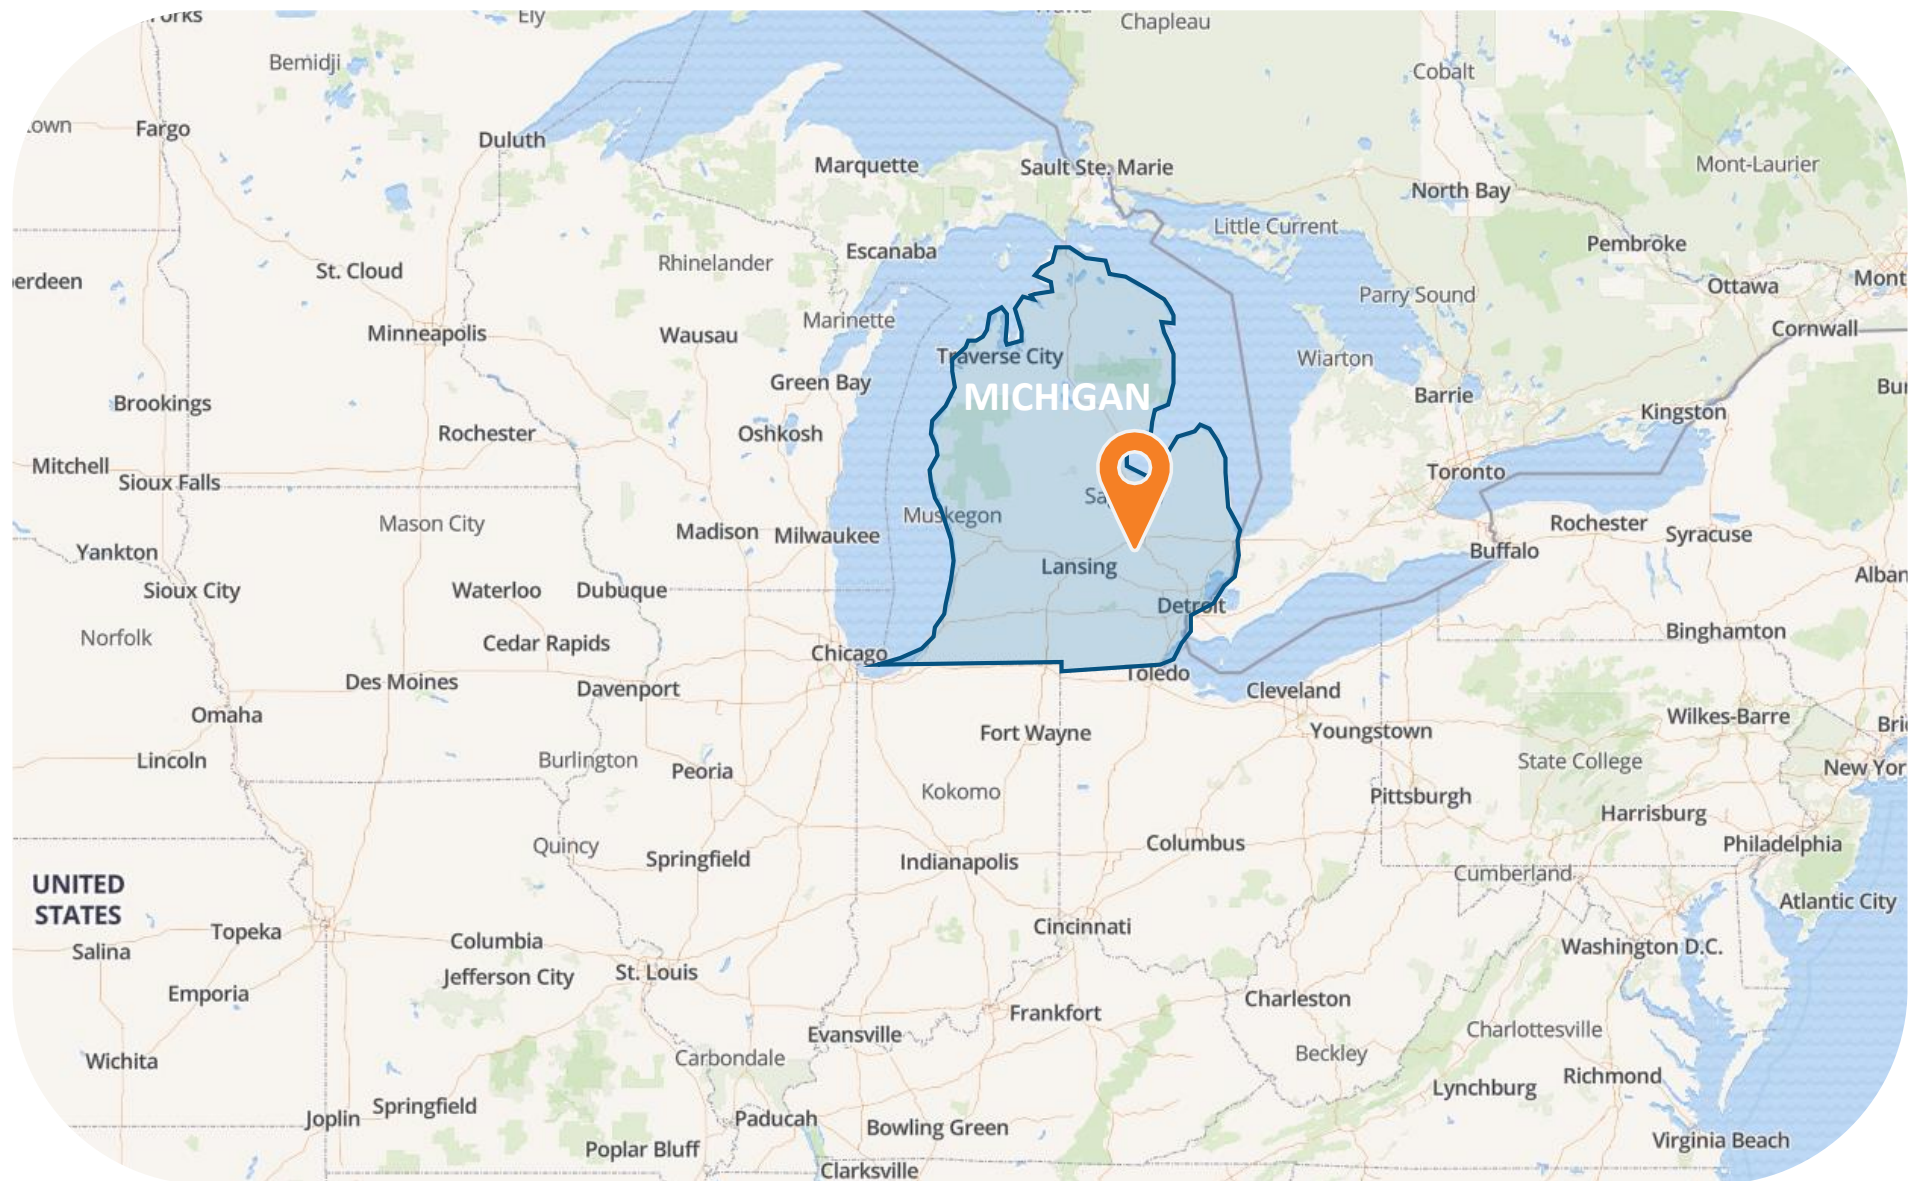 Ely
Chapleau
Bemidji
Cobalt
Fargo
Duluth
Marquette
Sault Ste. Marie
Mont-Laurier
North Bay
Little Current
Escanaba
Pembroke
Rhinelander
St. Cloud
Ottawa
Parry Sound
Marinette
Cornwall
Minneapolis
Wausau
Traverse City
Wiarton
Green Bay
MICHIGAN
Barrie
Brookings
Kingston
Rochester
Oshkosh
Mitchell
Toronto
Sioux Falls
Muskegon
Mason City
Rochester
Madison
Milwaukee
Syracuse
Yankton
Buffalo
Lansing
Sioux City
Waterloo
Dubuque
Detroit
Norfolk
Binghamton
Cedar Rapids
Chicago
Toledo
Des Moines
Davenport
Cleveland
Omaha
Wilkes-Barre
Fort Wayne
Youngstown
Lincoln
Burlington
Peoria
State College
New Yor
Kokomo
Pittsburgh
Harrisburg
Columbus
Philadelphia
Quincy
Springfield
Indianapolis
Cumberland
UNITED
STATES
Atlantic City
Cincinnati
Topeka
Columbia
Washington D.C.
Salina
St. Louis
Jefferson City
Emporia
Charleston
Frankfort
Evansville
Charlottesville
Carbondale
Beckley
Wichita
Richmond
Lynchburg
Springfield
Joplin
Paducah
Bowling Green
Virginia Beach
Poplar Bluff
Clarksville